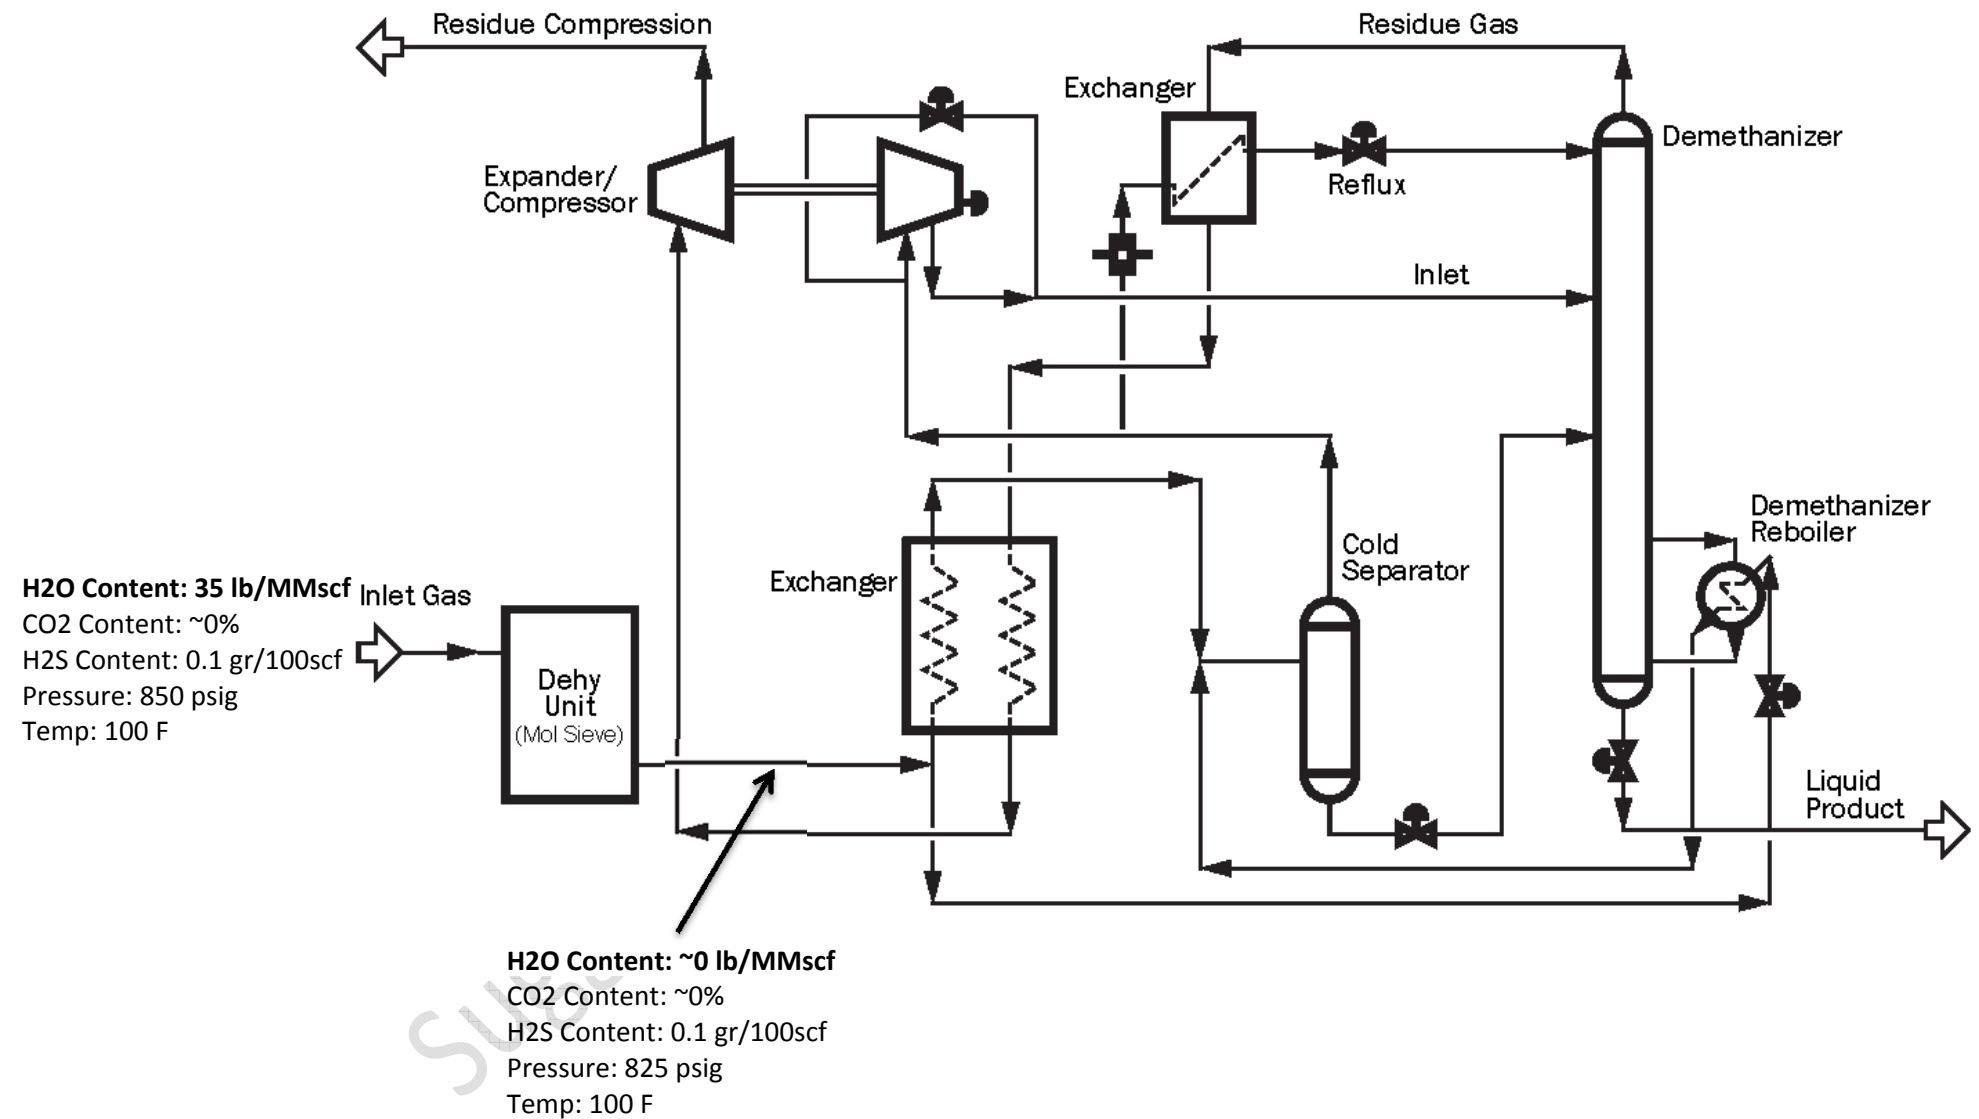 Residue Compression
Residue Gas
Exchanger
Demethanizer
Expander/
Compressor
Reflux
Inlet
Demethanizer
Reboiler
Cold
Separator
Exchanger
H2O Content: 35 lb/MMscf
Inlet Gas
CO2 Content: ~0%
H2S Content: 0.1 gr/100scf
Pressure: 850 psig
Temp: 100 F
Dehy
Unit
(Mol Sieve)
Liquid
Product
H2O Content: ~0 lb/MMscf
CO2 Content: ~0%
H2S Content: 0.1 gr/100scf
Pressure: 825 psig
Temp: 100 F